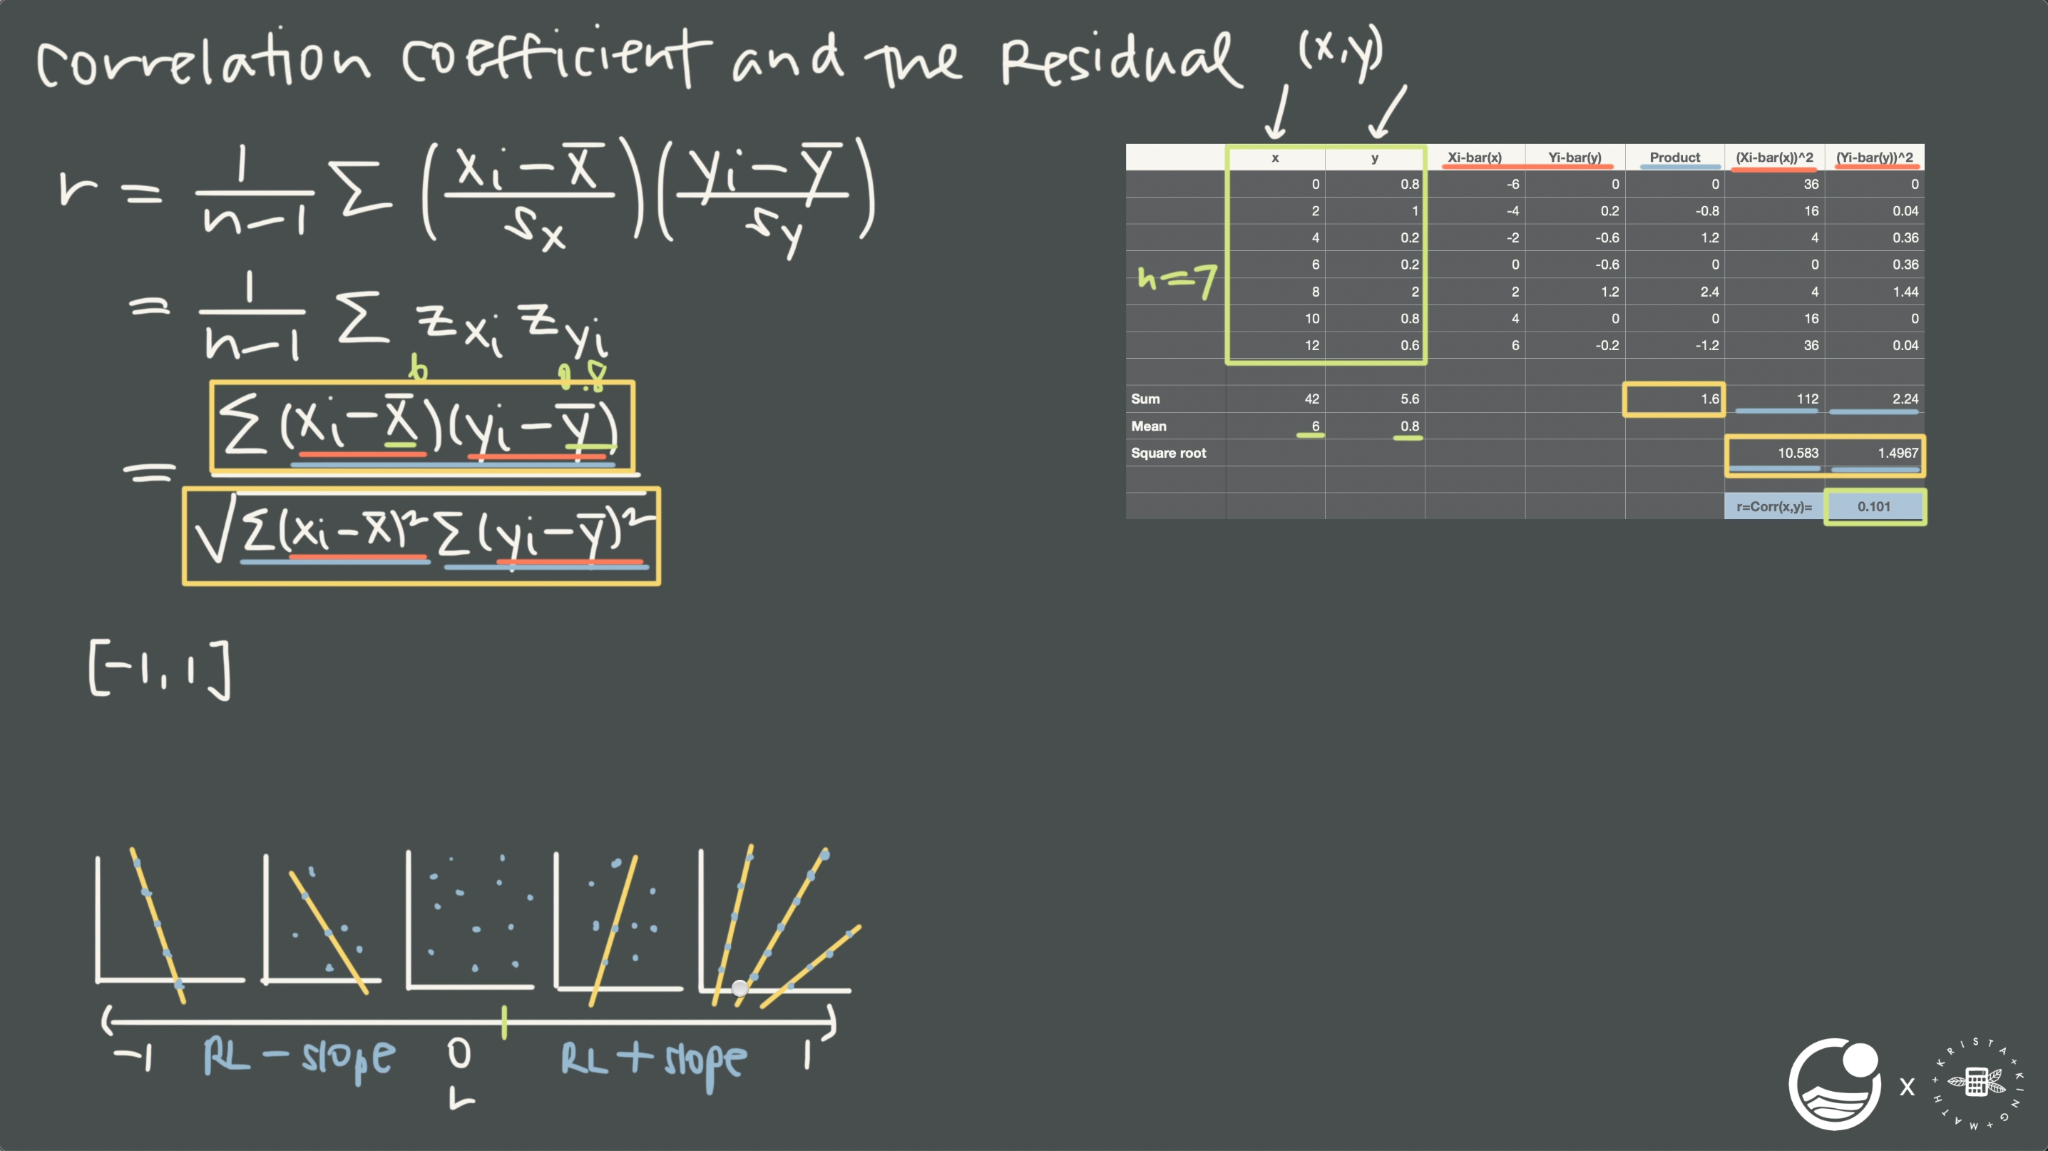 Correlation Coefficient and the Residual
(x,y)
r = 1/(n-1) Σ ((xi - x̄)/sx)((yi - ȳ)/sy)
= 1/(n-1) Σ zxi zyi
6 0.8
= Σ(xi - x̄)(yi - ȳ) / √Σ(xi - x̄)² Σ(yi - ȳ)²
[-1,1]
-1 RL - slope 0 RL + slope 1
r
n=7
x y Xi-bar(x) Yi-bar(y) Product (Xi-bar(x))^2 (Yi-bar(y))^2
0 0.8 -6 0 0 36 0
2 1 -4 0.2 -0.8 16 0.04
4 0.2 -2 -0.6 1.2 4 0.36
6 0.2 0 -0.6 0 0 0.36
8 2 2 1.2 2.4 4 1.44
10 0.8 4 0 0 16 0
12 0.6 6 -0.2 -1.2 36 0.04
Sum 42 5.6 1.6 112 2.24
Mean 6 0.8
Square root 10.583 1.4967
r=Corr(x,y)= 0.101
X
KRISTA + KING + MATH +